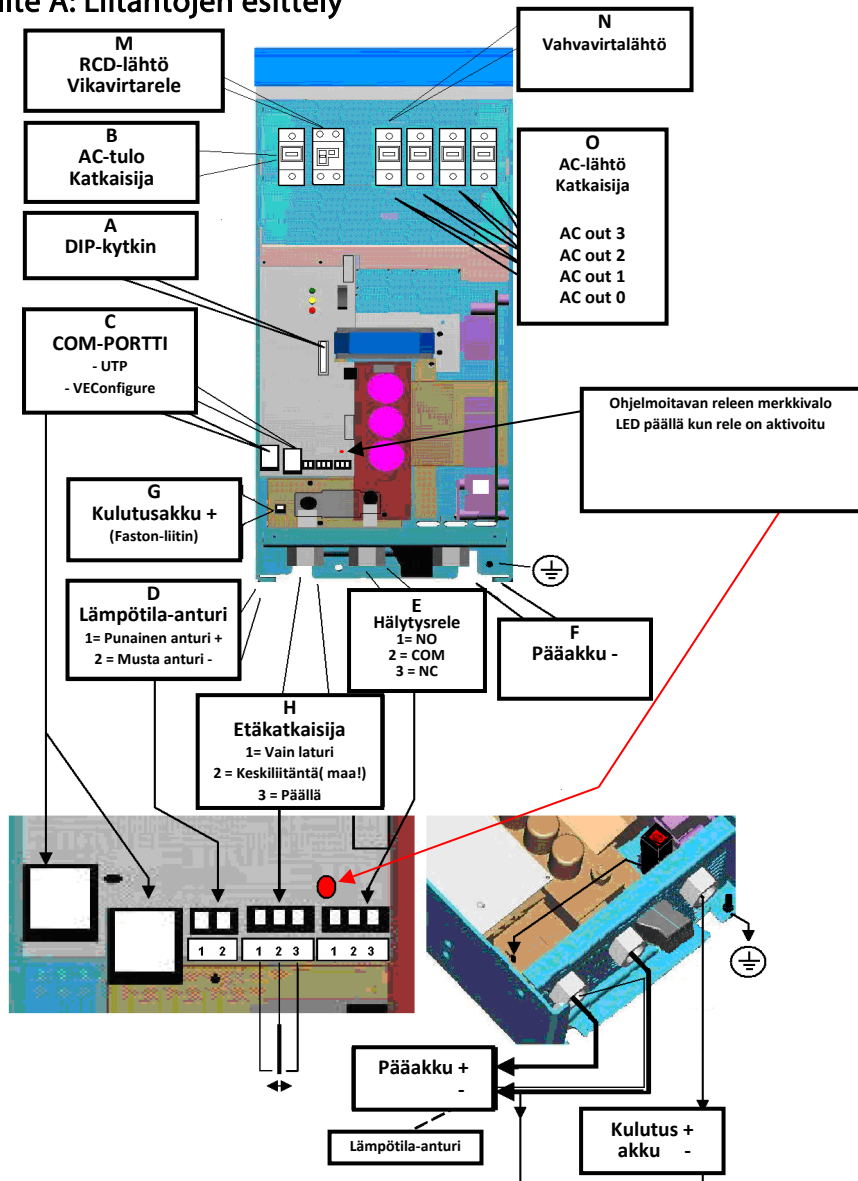 Liite A: Liitäntöjen esittely
M
RCD-lähtö
Vikavirtarele
N
Vahvavirtalähtö
B
AC-tulo
Katkaisija
O
AC-lähtö
Katkaisija
AC out 3
AC out 2
AC out 1
AC out 0
A
DIP-kytkin
C
COM-PORTTI
- UTP
- VEConfigure
Ohjelmoitavan releen merkkivalo
LED päällä kun rele on aktivoitu
G
Kulutusakku +
(Faston-liitin)
D
Lämpötila-anturi
1= Punainen anturi +
2 = Musta anturi -
E
Hälytysrele
1= NO
2 = COM
3 = NC
F
Pääakku -
H
Etäkatkaisija
1= Vain laturi
2 = Keskiliitäntä( maa!)
3 = Päällä
1 2 1 2 3 1 2 3
Pääakku +
-
Lämpötila-anturi
Kulutus +
akku -